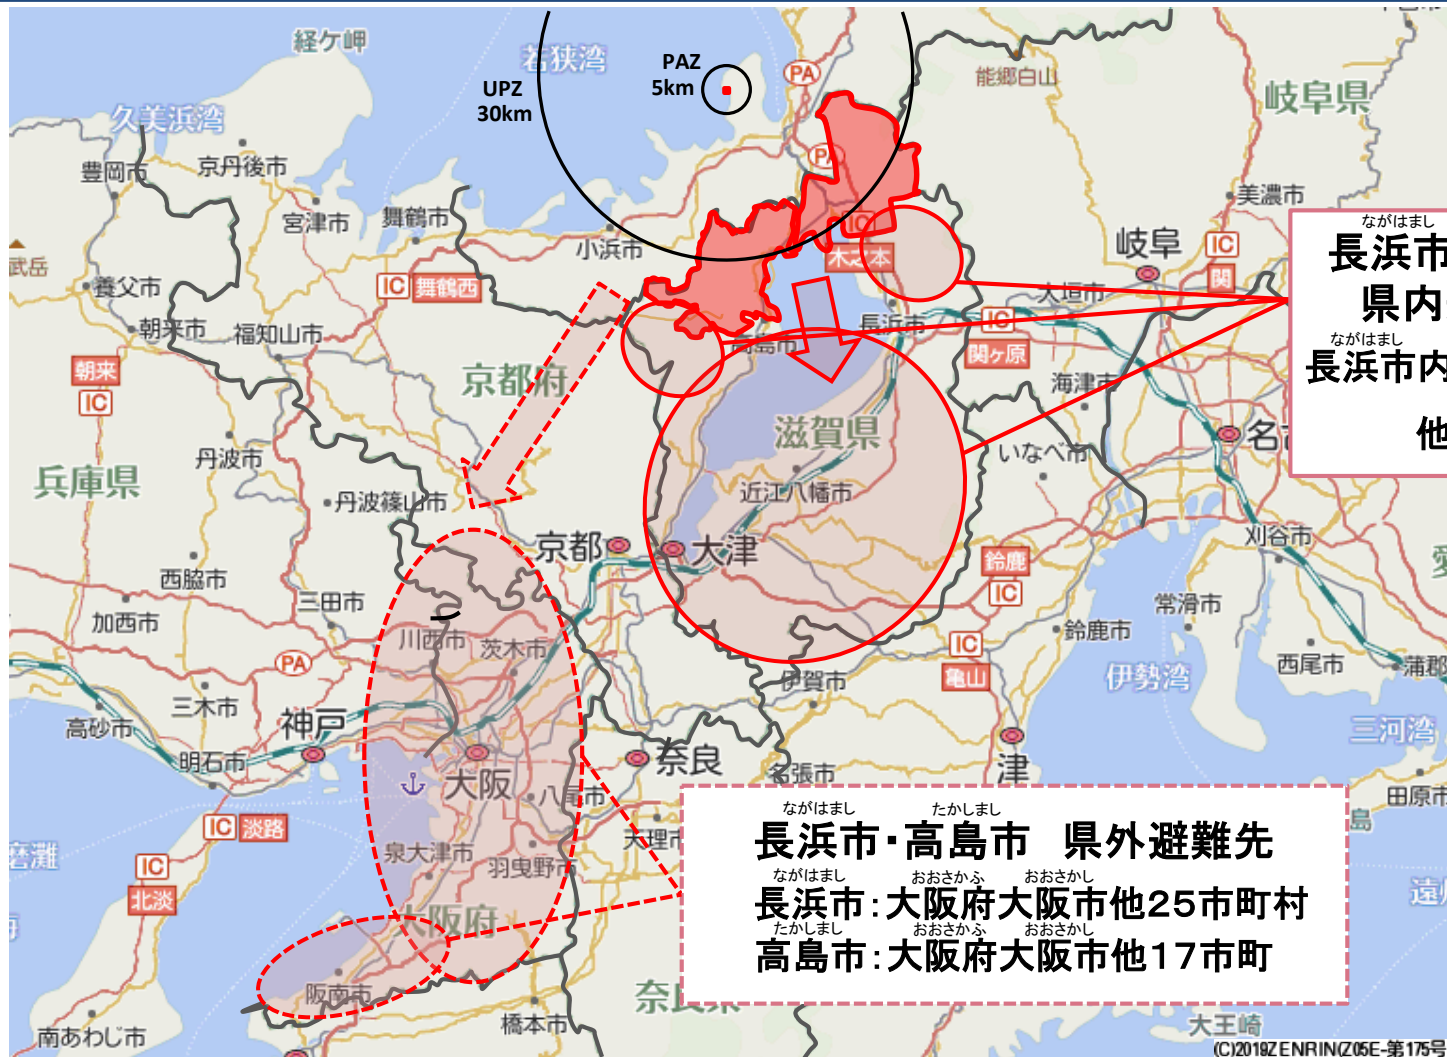 経ケ岬
若狭湾
UPZ
30km
PAZ
5km
PA
能郷白山
岐阜県
久美浜湾
京丹後市
豊岡市
宮津市
舞鶴市
小浜市
PA
美濃市
IC
木之本
岐阜
IC
関
武岳
養父市
IC
舞鶴西
大垣市
朝来市
福知山市
長浜市
IC
関ヶ原
高島市
朝来
IC
京都府
海津市
滋賀県
兵庫県
丹波市
丹波篠山市
近江八幡市
いなべ市
ながはまし
長浜市
県内
ながはまし
長浜市内
他
京都
大津
刈谷市
西脇市
三田市
加西市
鈴鹿
IC
常滑市
鈴鹿市
川西市
茨木市
PA
IC
亀山
西尾市
蒲郡
伊賀市
伊勢湾
三木市
高砂市
神戸
三河湾
明石市
大阪
奈良
名張市
津
八尾市
田原市
島
IC
淡路
天理市
泉大津市
羽曳野市
IC
北淡
大阪府
ながはまし たかしまし
長浜市・高島市 県外避難先
ながはまし おおさかふ おおさかし
長浜市：大阪府大阪市他25市町村
たかしまし おおさかふ おおさかし
高島市：大阪府大阪市他17市町
阪南市
橋本市
南あわじ市
大王崎
(C)2019ZENRIN(Z05E-第175号